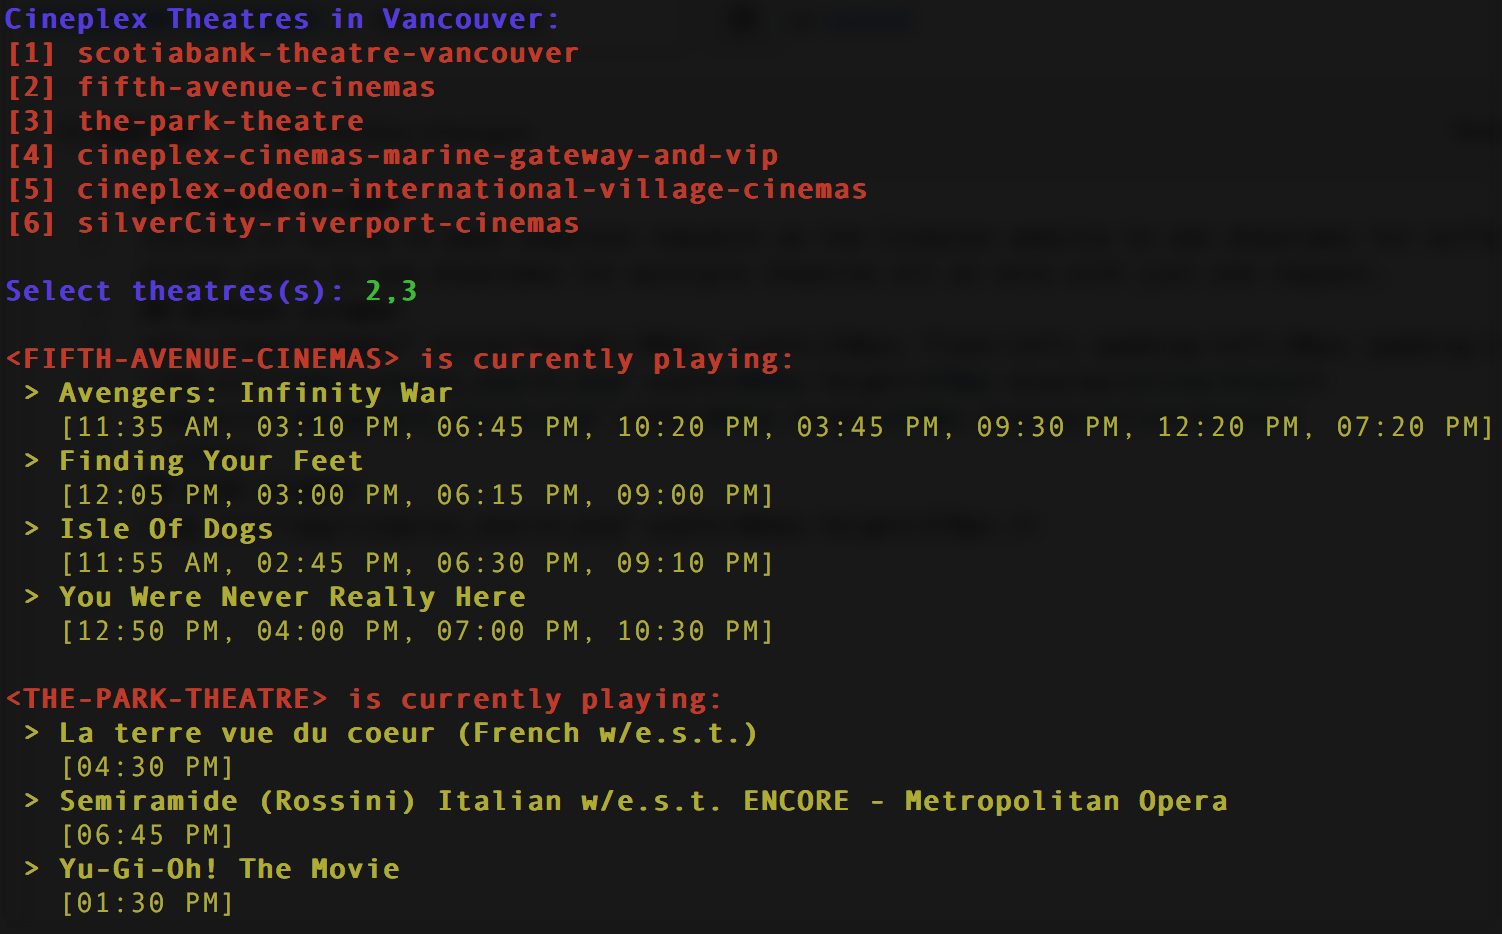 Cineplex Theatres in Vancouver:
[1] scotiabank-theatre-vancouver
[2] fifth-avenue-cinemas
[3] the-park-theatre
[4] cineplex-cinemas-marine-gateway-and-vip
[5] cineplex-odeon-international-village-cinemas
[6] silverCity-riverport-cinemas
Select theatres(s): 2,3
<FIFTH-AVENUE-CINEMAS> is currently playing:
> Avengers: Infinity War
[11:35 AM, 03:10 PM, 06:45 PM, 10:20 PM, 03:45 PM, 09:30 PM, 12:20 PM, 07:20 PM]
> Finding Your Feet
[12:05 PM, 03:00 PM, 06:15 PM, 09:00 PM]
> Isle Of Dogs
[11:55 AM, 02:45 PM, 06:30 PM, 09:10 PM]
> You Were Never Really Here
[12:50 PM, 04:00 PM, 07:00 PM, 10:30 PM]
<THE-PARK-THEATRE> is currently playing:
> La terre vue du coeur (French w/e.s.t.)
[04:30 PM]
> Semiramide (Rossini) Italian w/e.s.t. ENCORE - Metropolitan Opera
[06:45 PM]
> Yu-Gi-Oh! The Movie
[01:30 PM]